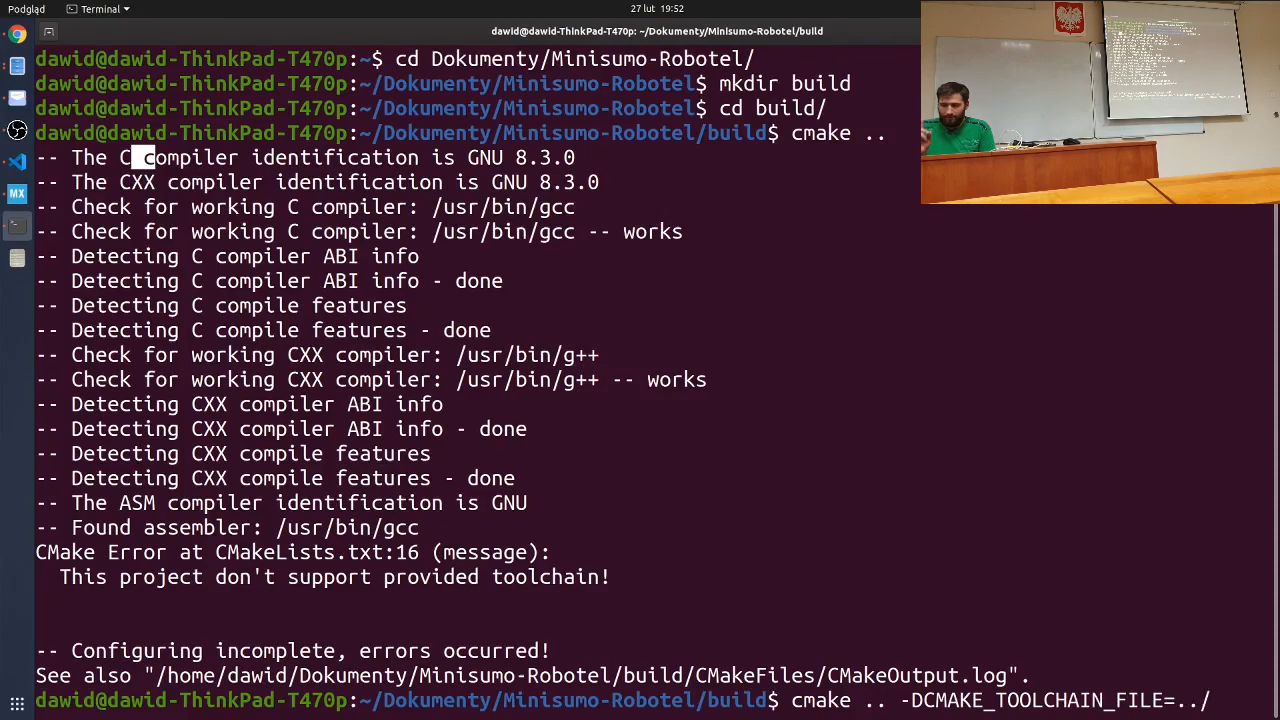 Podgląd
Terminal
27 lut 19:52
dawid@dawid-ThinkPad-T470p: ~/Dokumenty/Minisumo-Robotel/build
dawid@dawid-ThinkPad-T470p:~$ cd Dokumenty/Minisumo-Robotel/
dawid@dawid-ThinkPad-T470p:~/Dokumenty/Minisumo-Robotel$ mkdir build
dawid@dawid-ThinkPad-T470p:~/Dokumenty/Minisumo-Robotel$ cd build/
dawid@dawid-ThinkPad-T470p:~/Dokumenty/Minisumo-Robotel/build$ cmake ..
-- The C compiler identification is GNU 8.3.0
-- The CXX compiler identification is GNU 8.3.0
-- Check for working C compiler: /usr/bin/gcc
-- Check for working C compiler: /usr/bin/gcc -- works
-- Detecting C compiler ABI info
-- Detecting C compiler ABI info - done
-- Detecting C compile features
-- Detecting C compile features - done
-- Check for working CXX compiler: /usr/bin/g++
-- Check for working CXX compiler: /usr/bin/g++ -- works
-- Detecting CXX compiler ABI info
-- Detecting CXX compiler ABI info - done
-- Detecting CXX compile features
-- Detecting CXX compile features - done
-- The ASM compiler identification is GNU
-- Found assembler: /usr/bin/gcc
CMake Error at CMakeLists.txt:16 (message):
This project don't support provided toolchain!
-- Configuring incomplete, errors occurred!
See also "/home/dawid/Dokumenty/Minisumo-Robotel/build/CMakeFiles/CMakeOutput.log".
dawid@dawid-ThinkPad-T470p:~/Dokumenty/Minisumo-Robotel/build$ cmake .. -DCMAKE_TOOLCHAIN_FILE=../
MX